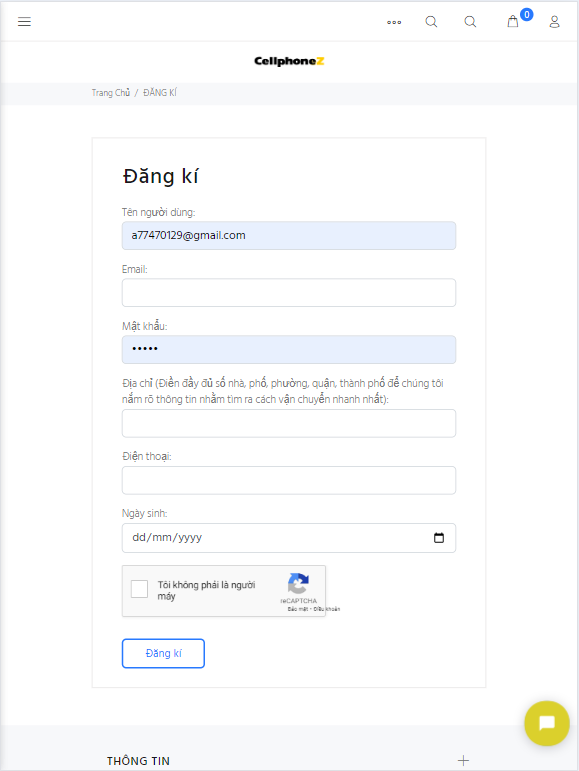 0
CellphoneZ
Trang Chủ / ĐĂNG KÍ
Đăng kí
Tên người dùng:
a77470129@gmail.com
Email:
Mật khẩu:
•••••
Địa chỉ (Điền đầy đủ số nhà, phố, phường, quận, thành phố để chúng tôi
nắm rõ thông tin nhằm tìm ra cách vận chuyển nhanh nhất):
Điện thoại:
Ngày sinh:
dd/mm/yyyy
Tôi không phải là người
máy
reCAPTCHA
Bảo mật - Điều khoản
Đăng kí
THÔNG TIN